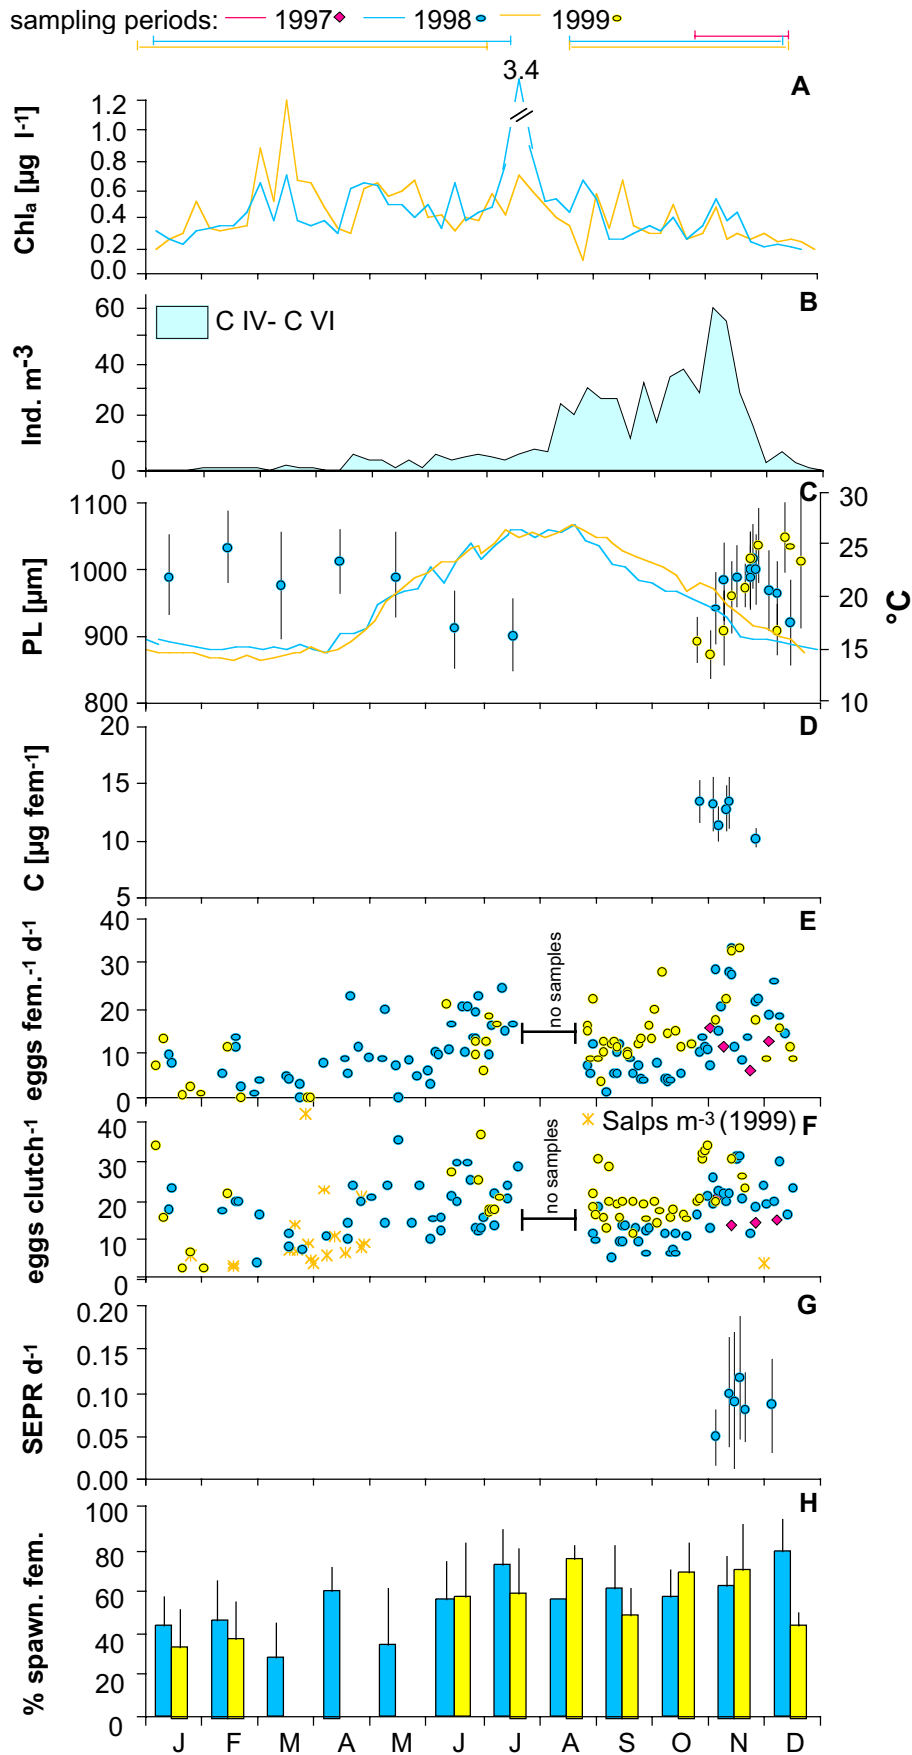 sampling periods: 1997 1998 1999
3.4
A
Chlₐ [µg l-1]
1.2
1.0
0.8
0.6
0.4
0.2
0.0
B
C IV- C VI
Ind. m-3
60
40
20
0
C
PL [µm]
1100
1000
900
800
30
25
20
15
10
°C
D
C [µg fem-1]
20
15
10
5
E
eggs fem.-1 d-1
40
30
20
10
0
no samples
F
Salps m-3 (1999)
eggs clutch-1
40
30
20
10
0
no samples
G
SEPR d-1
0.20
0.15
0.10
0.05
0.00
H
% spawn. fem.
100
80
60
40
20
0
J F M A M J J A S O N D